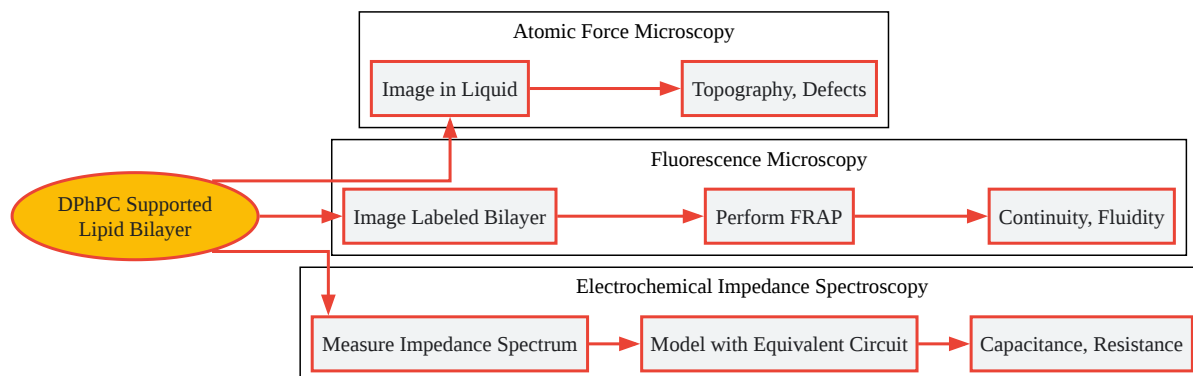 Atomic Force Microscopy
Image in Liquid
Topography, Defects
Fluorescence Microscopy
DPhPC Supported
Lipid Bilayer
Image Labeled Bilayer
Perform FRAP
Continuity, Fluidity
Electrochemical Impedance Spectroscopy
Measure Impedance Spectrum
Model with Equivalent Circuit
Capacitance, Resistance